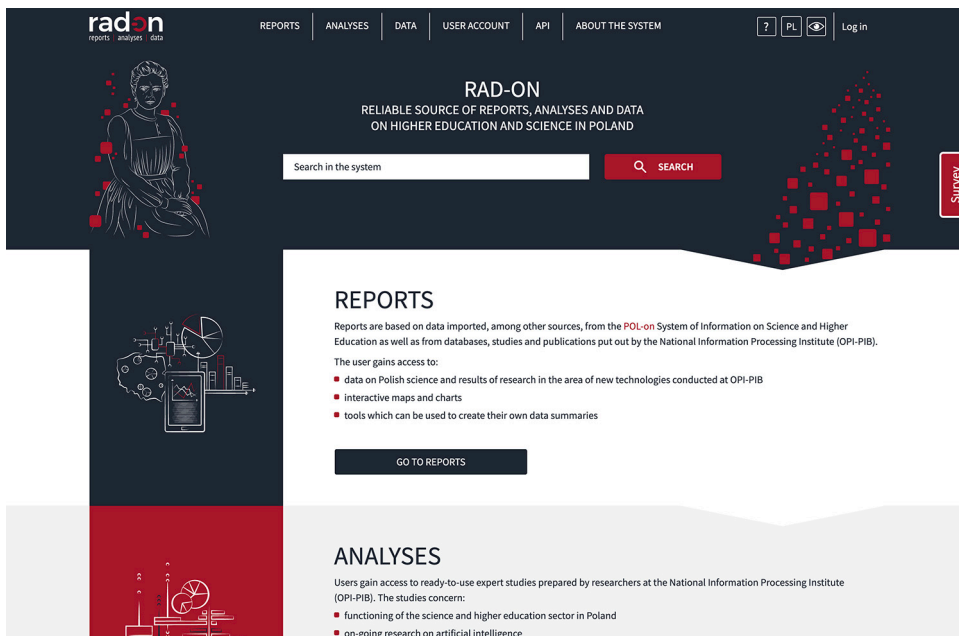 radon
reports | analyses | data
REPORTS
ANALYSES
DATA
USER ACCOUNT
API
ABOUT THE SYSTEM
?
PL
Log in
RAD-ON
RELIABLE SOURCE OF REPORTS, ANALYSES AND DATA
ON HIGHER EDUCATION AND SCIENCE IN POLAND
Search in the system
SEARCH
Survey
REPORTS
Reports are based on data imported, among other sources, from the POL-on System of Information on Science and Higher
Education as well as from databases, studies and publications put out by the National Information Processing Institute (OPI-PIB).
The user gains access to:
data on Polish science and results of research in the area of new technologies conducted at OPI-PIB
interactive maps and charts
tools which can be used to create their own data summaries
GO TO REPORTS
ANALYSES
Users gain access to ready-to-use expert studies prepared by researchers at the National Information Processing Institute
(OPI-PIB). The studies concern:
functioning of the science and higher education sector in Poland
on-going research on artificial intelligence